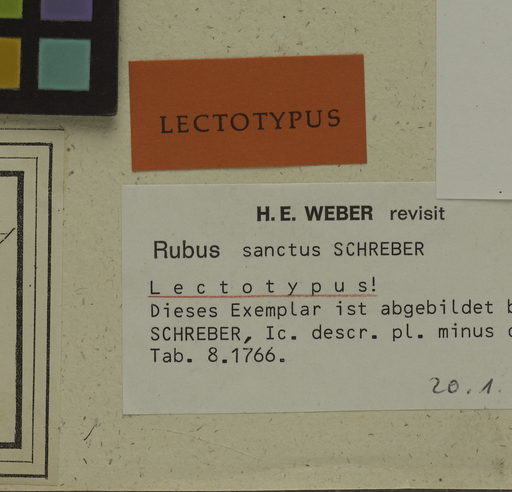 LECTOTYPUS
H. E. WEBER revisit
Rubus sanctus SCHREBER
Lectotypus!
Dieses Exemplar ist abgebildet
SCHREBER, Ic. descr. pl. minus
Tab. 8.1766.
20.1.